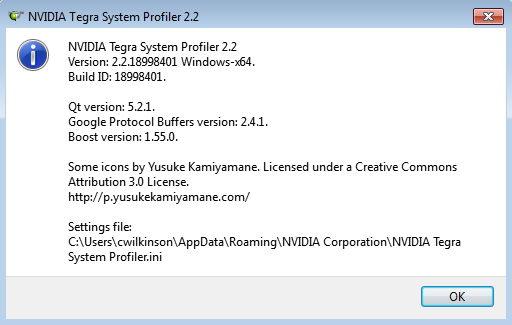 NVIDIA Tegra System Profiler 2.2
NVIDIA Tegra System Profiler 2.2
Version: 2.2.18998401 Windows-x64.
Build ID: 18998401.
Qt version: 5.2.1.
Google Protocol Buffers version: 2.4.1.
Boost version: 1.55.0.
Some icons by Yusuke Kamiyamane. Licensed under a Creative Commons
Attribution 3.0 License.
http://p.yusukekamiyamane.com/
Settings file:
C:\Users\cwilkinson\AppData\Roaming\NVIDIA Corporation\NVIDIA Tegra
System Profiler.ini
OK